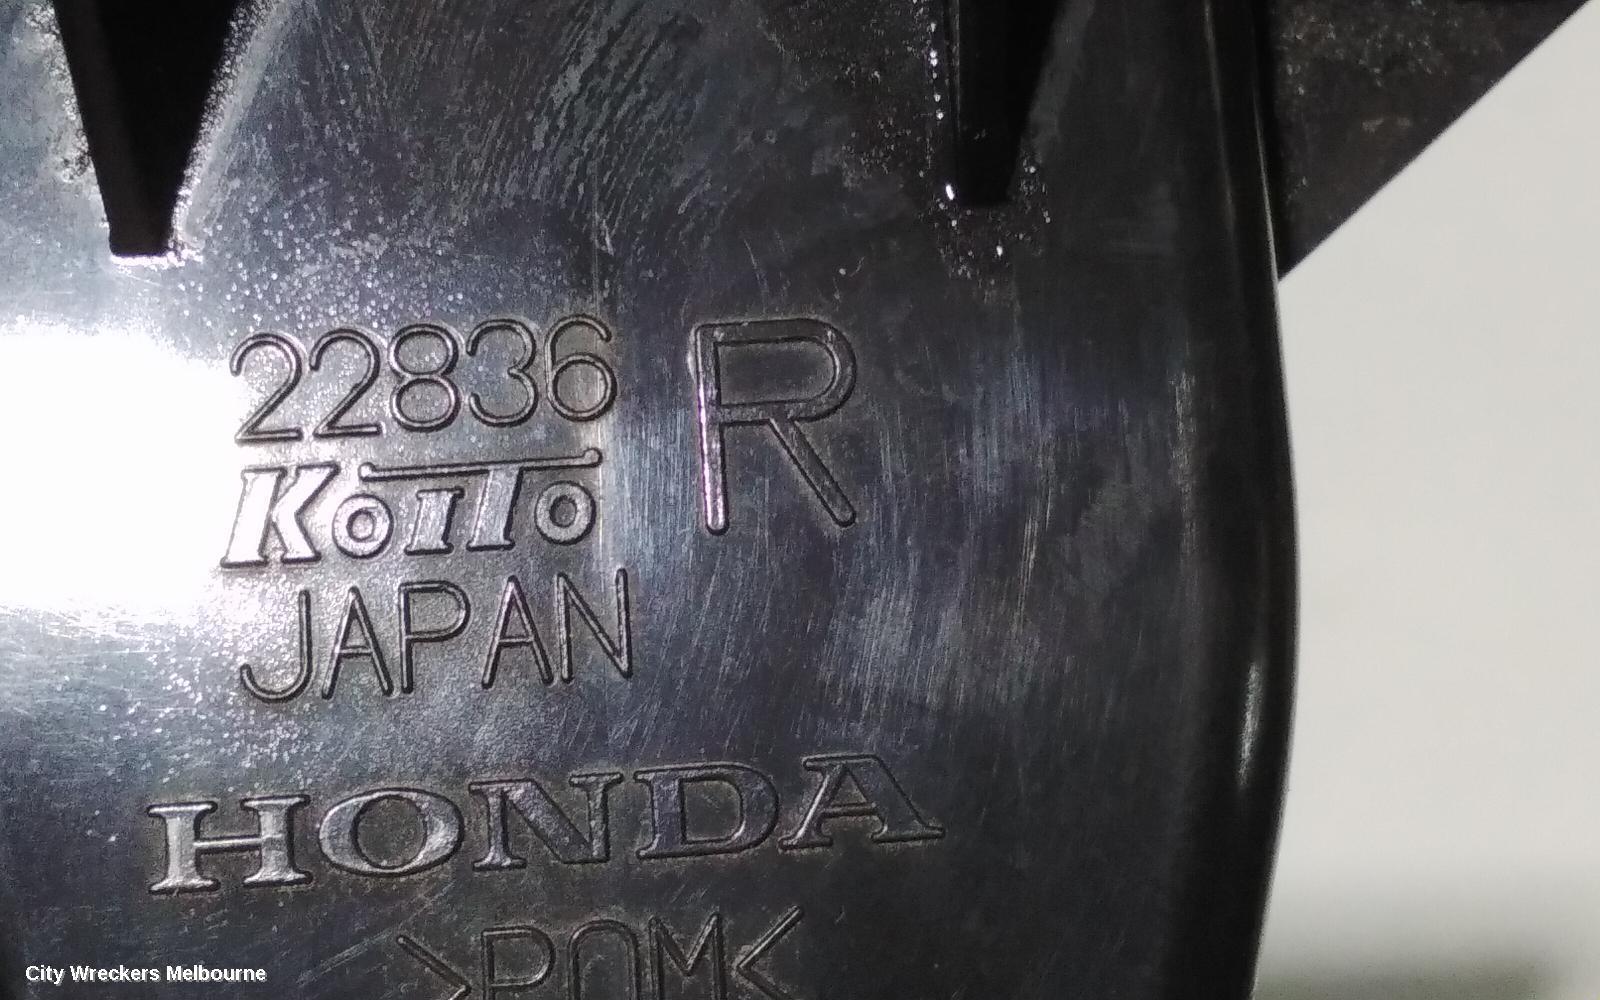 22836 R
KOITO
JAPAN
HONDA
>POM<
City Wreckers Melbourne